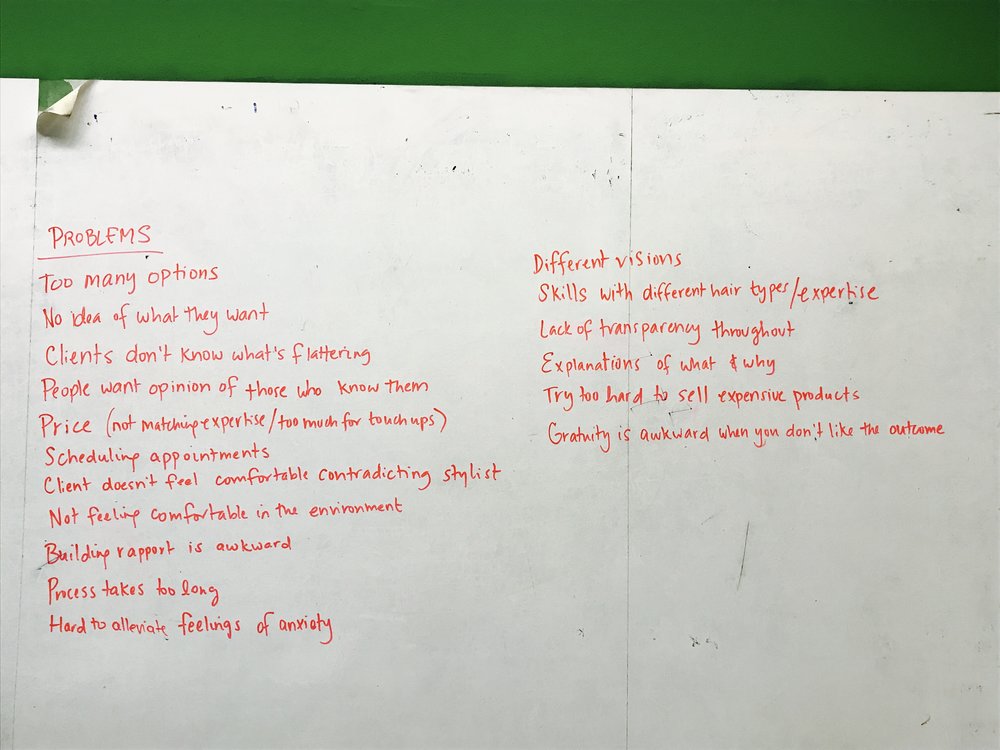 PROBLEMS
Too many options
No idea of what they want
Clients don't know what's flattering
People want opinion of those who know them
Price (not matching expertise/too much for touch ups)
Scheduling appointments
Client doesn't feel comfortable contradicting stylist
Not feeling comfortable in the environment
Building rapport is awkward
Process takes too long
Hard to alleviate feelings of anxiety
Different visions
Skills with different hair types/expertise
Lack of transparency throughout
Explanations of what & why
Try too hard to sell expensive products
Gratuity is awkward when you don't like the outcome